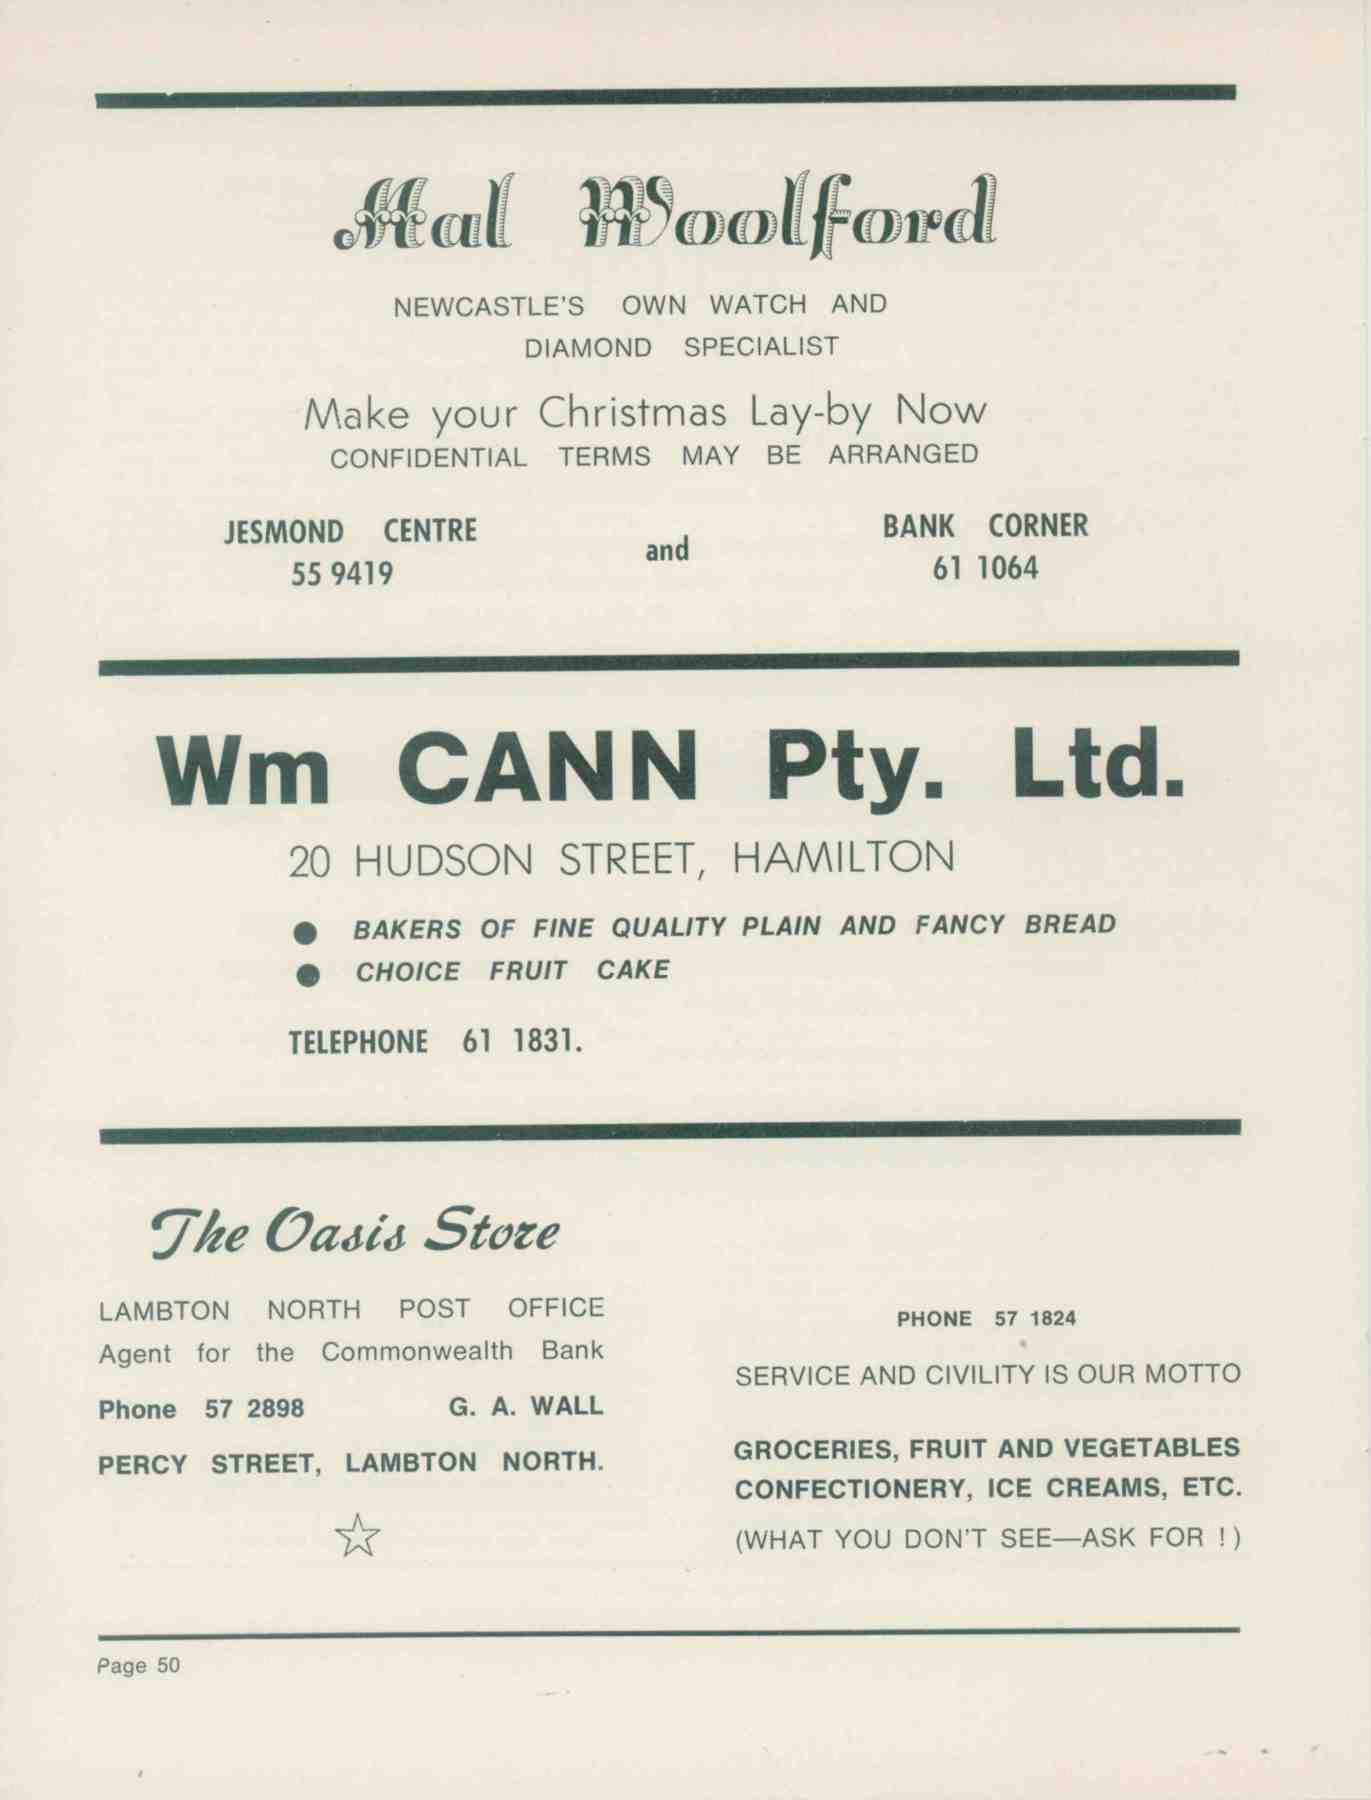 Mal Woolford
NEWCASTLE'S OWN WATCH AND
DIAMOND SPECIALIST
Make your Christmas Lay-by Now
CONFIDENTIAL TERMS MAY BE ARRANGED
JESMOND CENTRE
55 9419
and
BANK CORNER
61 1064
Wm CANN Pty. Ltd.
20 HUDSON STREET, HAMILTON
● BAKERS OF FINE QUALITY PLAIN AND FANCY BREAD
● CHOICE FRUIT CAKE
TELEPHONE 61 1831.
The Oasis Store
LAMBTON NORTH POST OFFICE
Agent for the Commonwealth Bank
Phone 57 2898 G. A. WALL
PERCY STREET, LAMBTON NORTH.
PHONE 57 1824
SERVICE AND CIVILITY IS OUR MOTTO
GROCERIES, FRUIT AND VEGETABLES
CONFECTIONERY, ICE CREAMS, ETC.
(WHAT YOU DON'T SEE—ASK FOR !)
Page 50